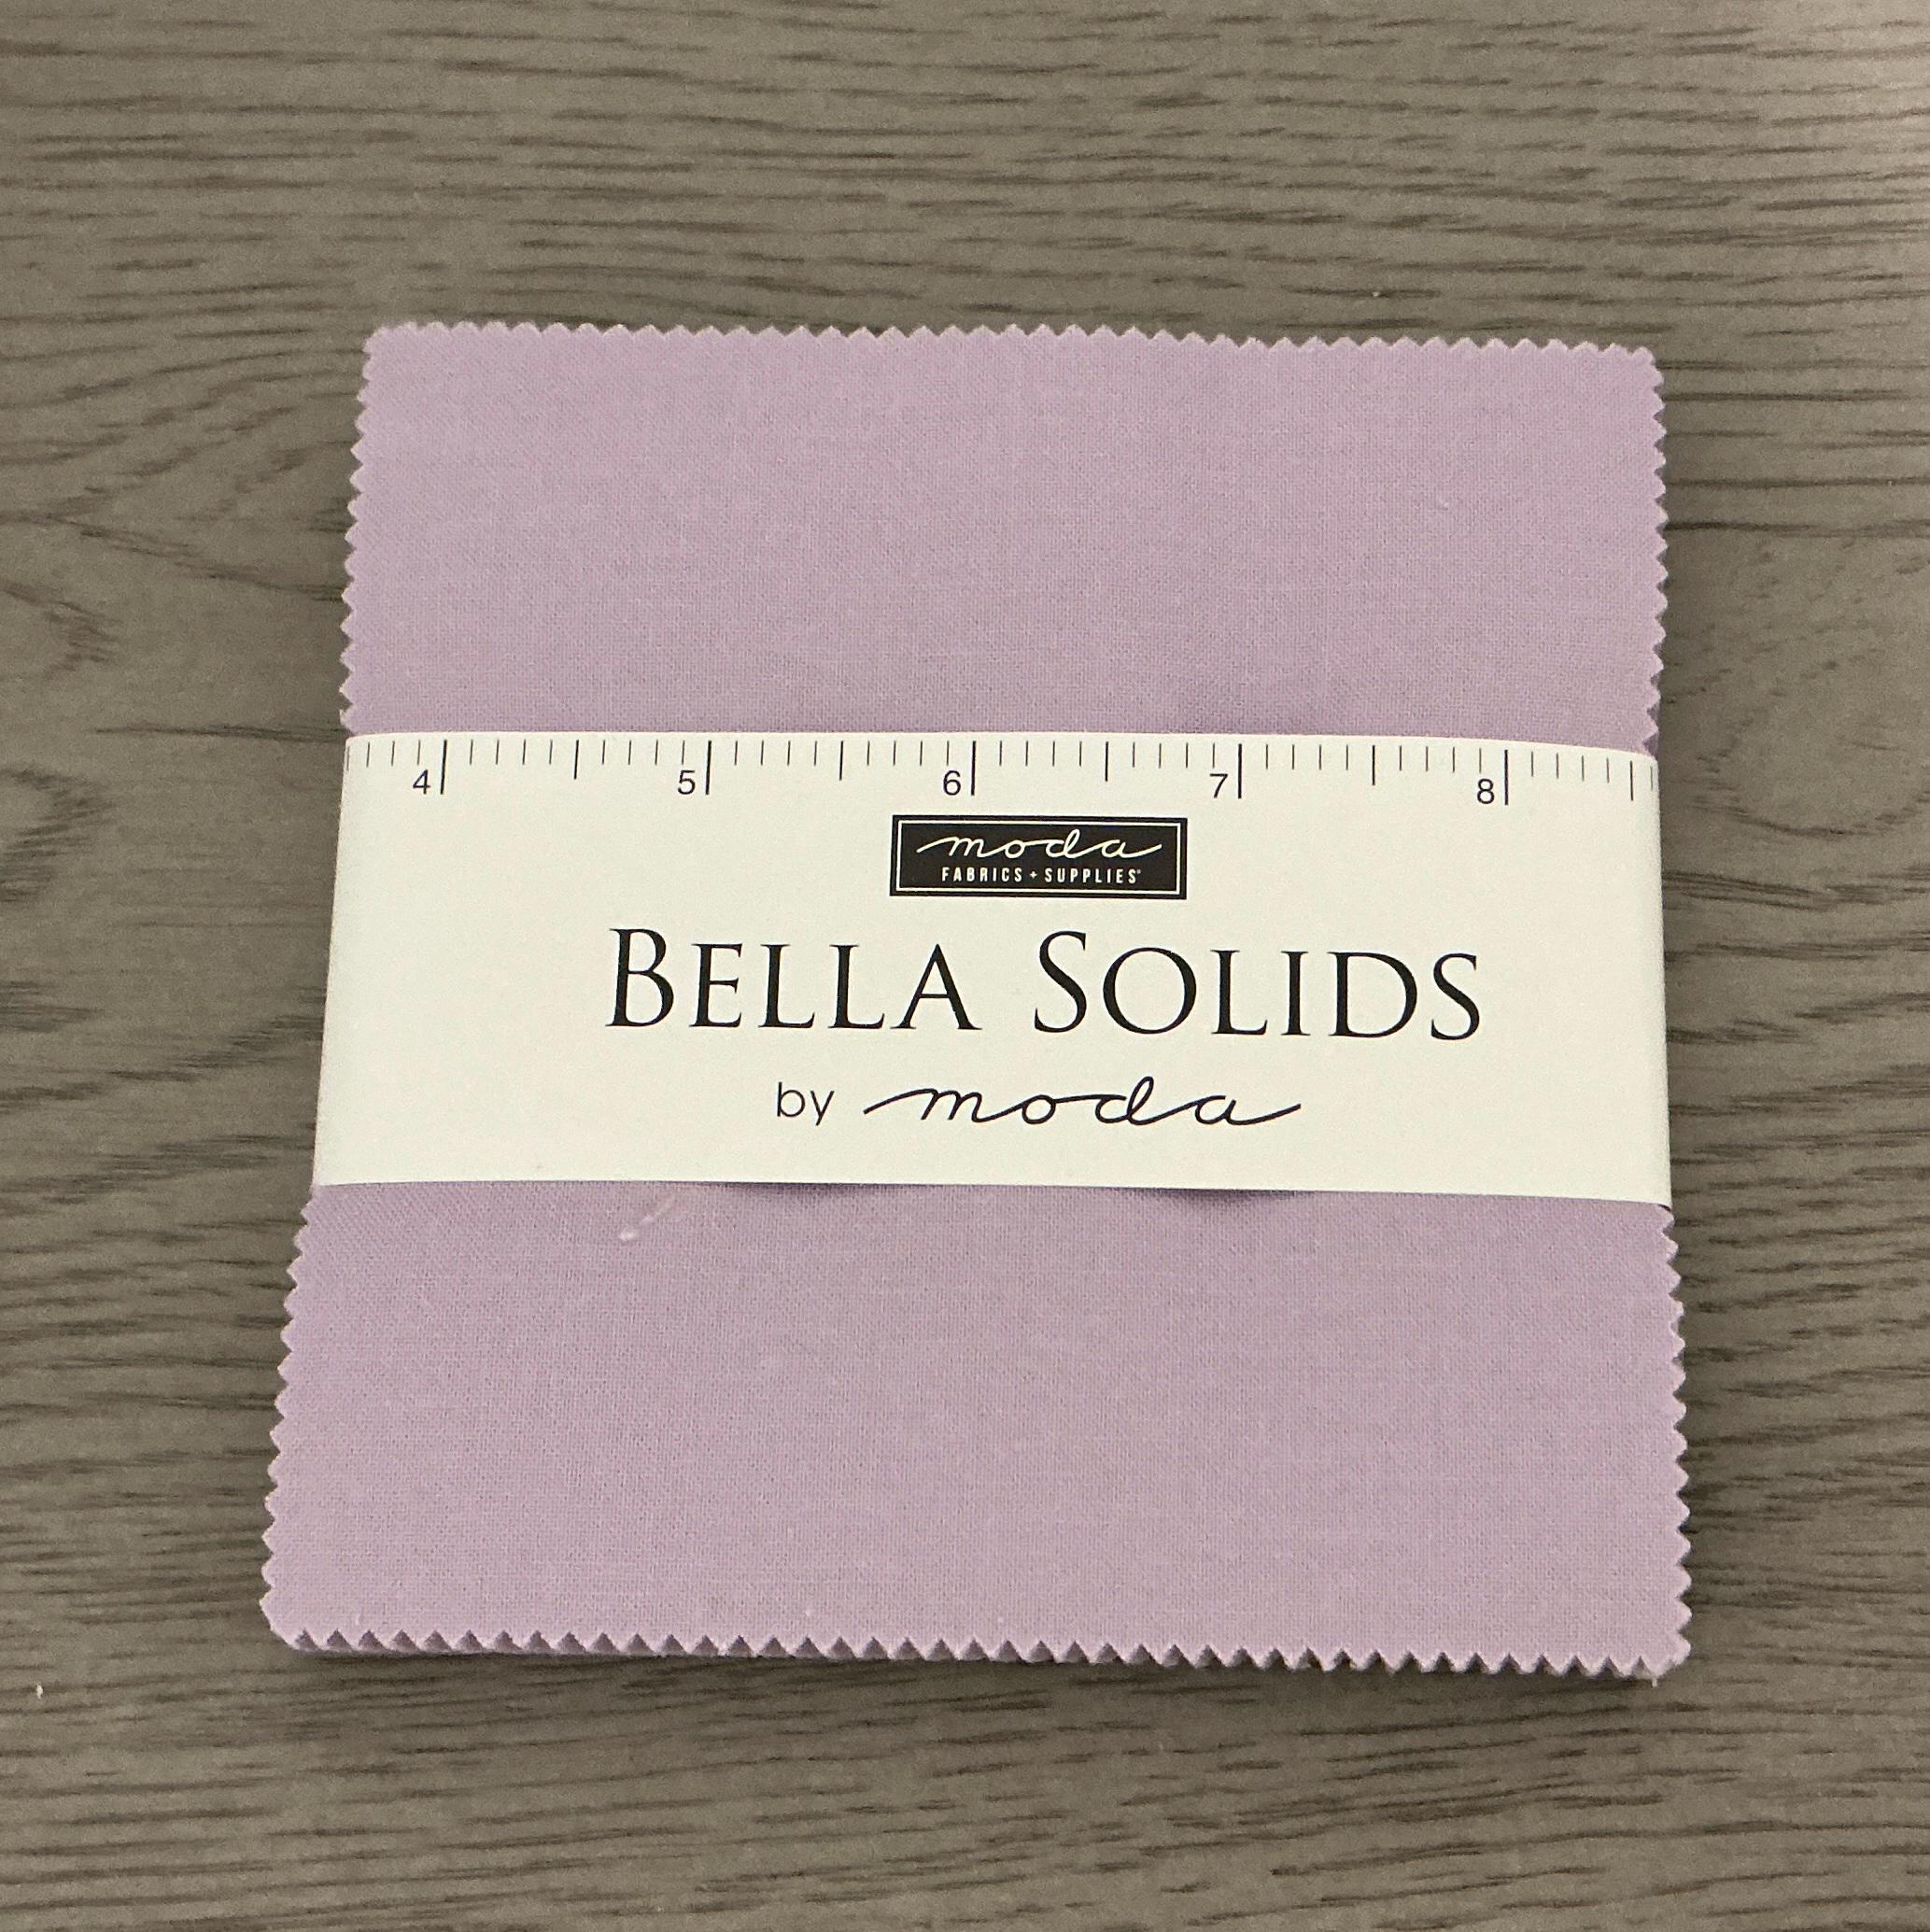 4 5 6 7 8
moda
FABRICS + SUPPLIES®
BELLA SOLIDS
by moda